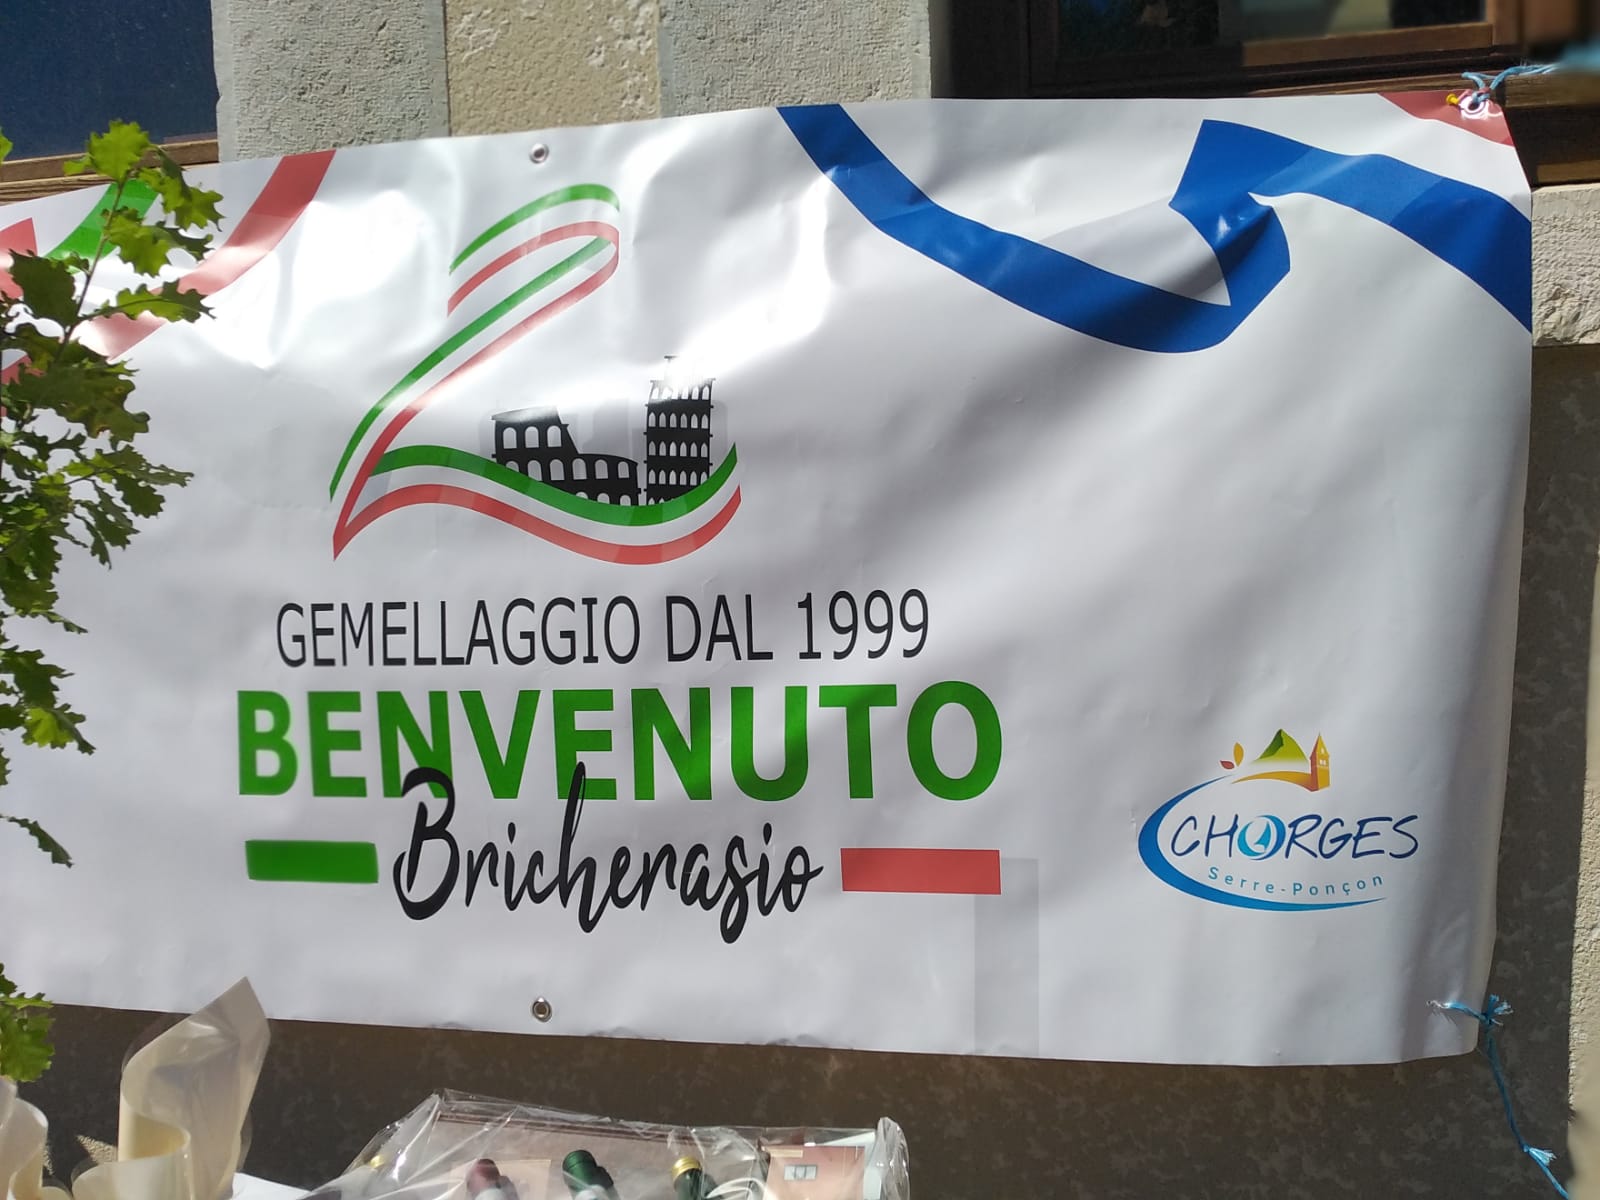 GEMELLAGGIO DAL 1999
BENVENUTO
Bricherasio
CHORGES
Serre-Ponçon